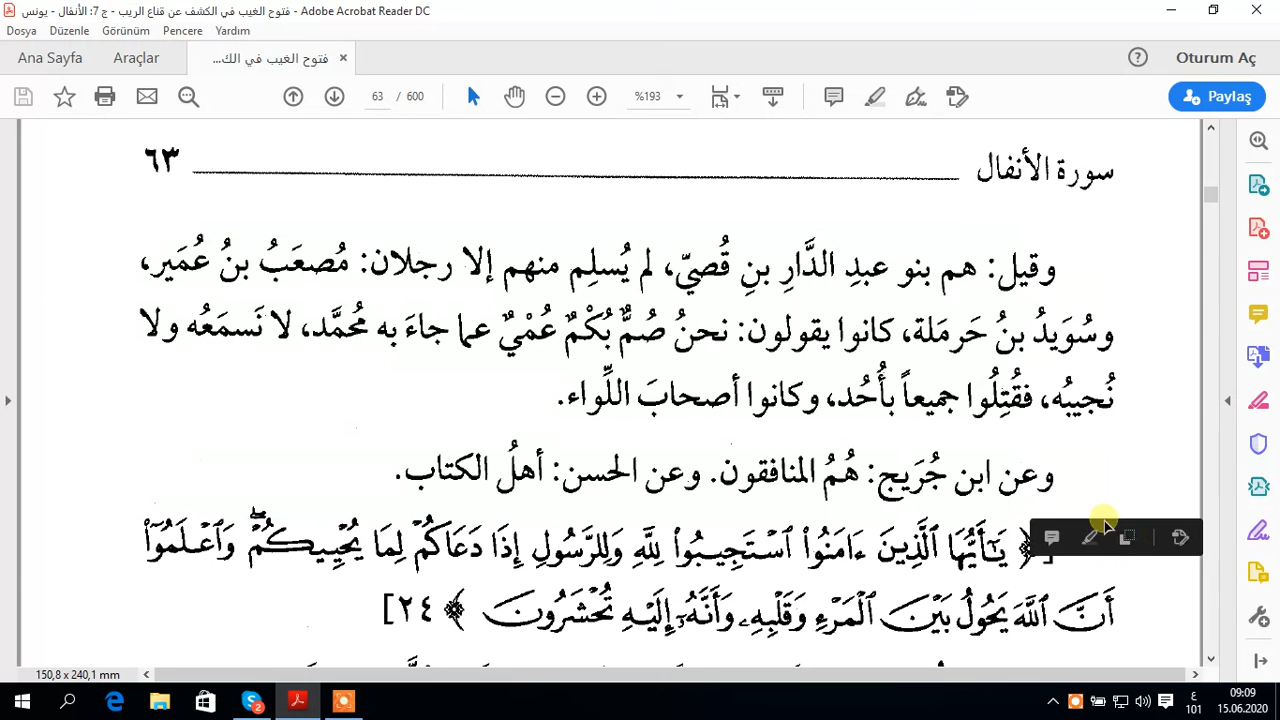 فتوح الغيب في الكشف عن قناع الريب - ج 7: الأنفال - يونس - Adobe Acrobat Reader DC
Dosya Düzenle Görünüm Pencere Yardım
Ana Sayfa Araçlar فتوح الغيب في الك... × ? Oturum Aç
63 / 600 %193 Paylaş
سورة الأنفال ٦٣
وقيل: هم بنو عبدِ الدَّارِ بنِ قُصيّ، لم يُسلِم منهم إلا رجلان: مُصعَبُ بنُ عُمَير،
وسُوَيدُ بنُ حَرمَلة، كانوا يقولون: نحنُ صُمٌّ بُكْمٌ عُمْيٌ عما جاءَ به مُحمَّد، لا نَسمَعُه ولا
نُجيبُه، فقُتِلُوا جميعاً بأُحُد، وكانوا أصحابَ اللِّواء.
وعن ابن جُرَيج: هُمُ المنافقون. وعن الحسن: أهلُ الكتاب.
[﴿ يَـٰٓأَيُّهَا ٱلَّذِينَ ءَامَنُوا۟ ٱسْتَجِيبُوا۟ لِلَّهِ وَلِلرَّسُولِ إِذَا دَعَاكُمْ لِمَا يُحْيِيكُمْ ۖ وَٱعْلَمُوٓا۟
أَنَّ ٱللَّهَ يَحُولُ بَيْنَ ٱلْمَرْءِ وَقَلْبِهِۦ وَأَنَّهُۥٓ إِلَيْهِ تُحْشَرُونَ ﴾ ٢٤]
150,8 x 240,1 mm
ع 09:09
101 15.06.2020